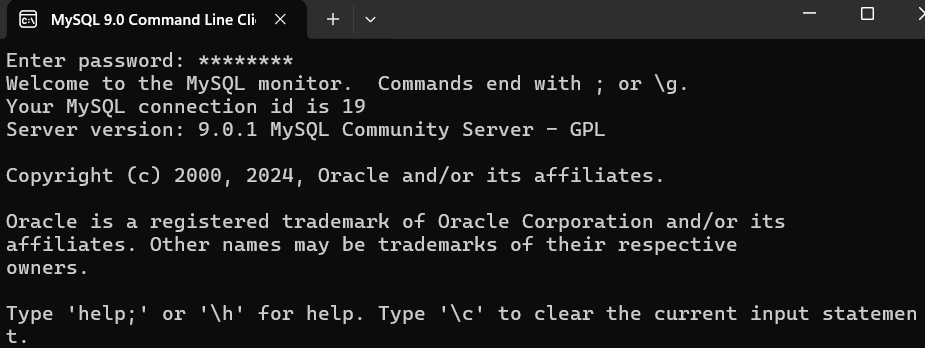 MySQL 9.0 Command Line Cli
Enter password: ********
Welcome to the MySQL monitor.  Commands end with ; or \g.
Your MySQL connection id is 19
Server version: 9.0.1 MySQL Community Server - GPL
Copyright (c) 2000, 2024, Oracle and/or its affiliates.
Oracle is a registered trademark of Oracle Corporation and/or its
affiliates. Other names may be trademarks of their respective
owners.
Type 'help;' or '\h' for help. Type '\c' to clear the current input statemen
t.